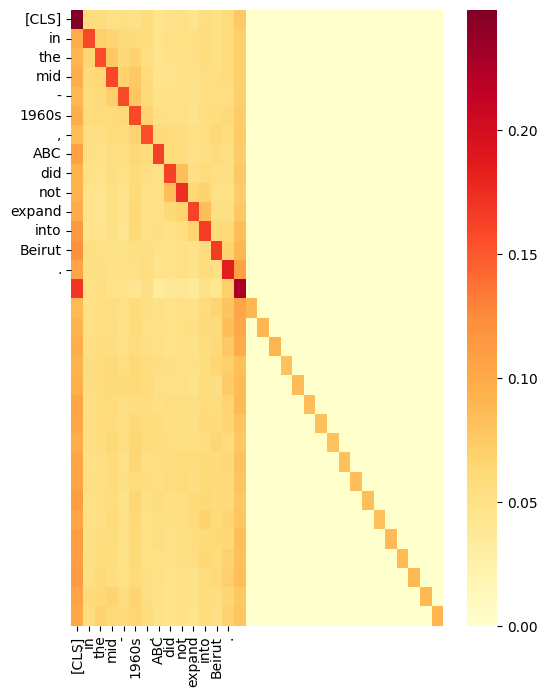 [CLS]
in
the
mid
-
1960s
,
ABC
did
not
expand
into
Beirut
.
0.20
0.15
0.10
0.05
0.00
[CLS]
in
the
mid
-
1960s
,
ABC
did
not
expand
into
Beirut
.